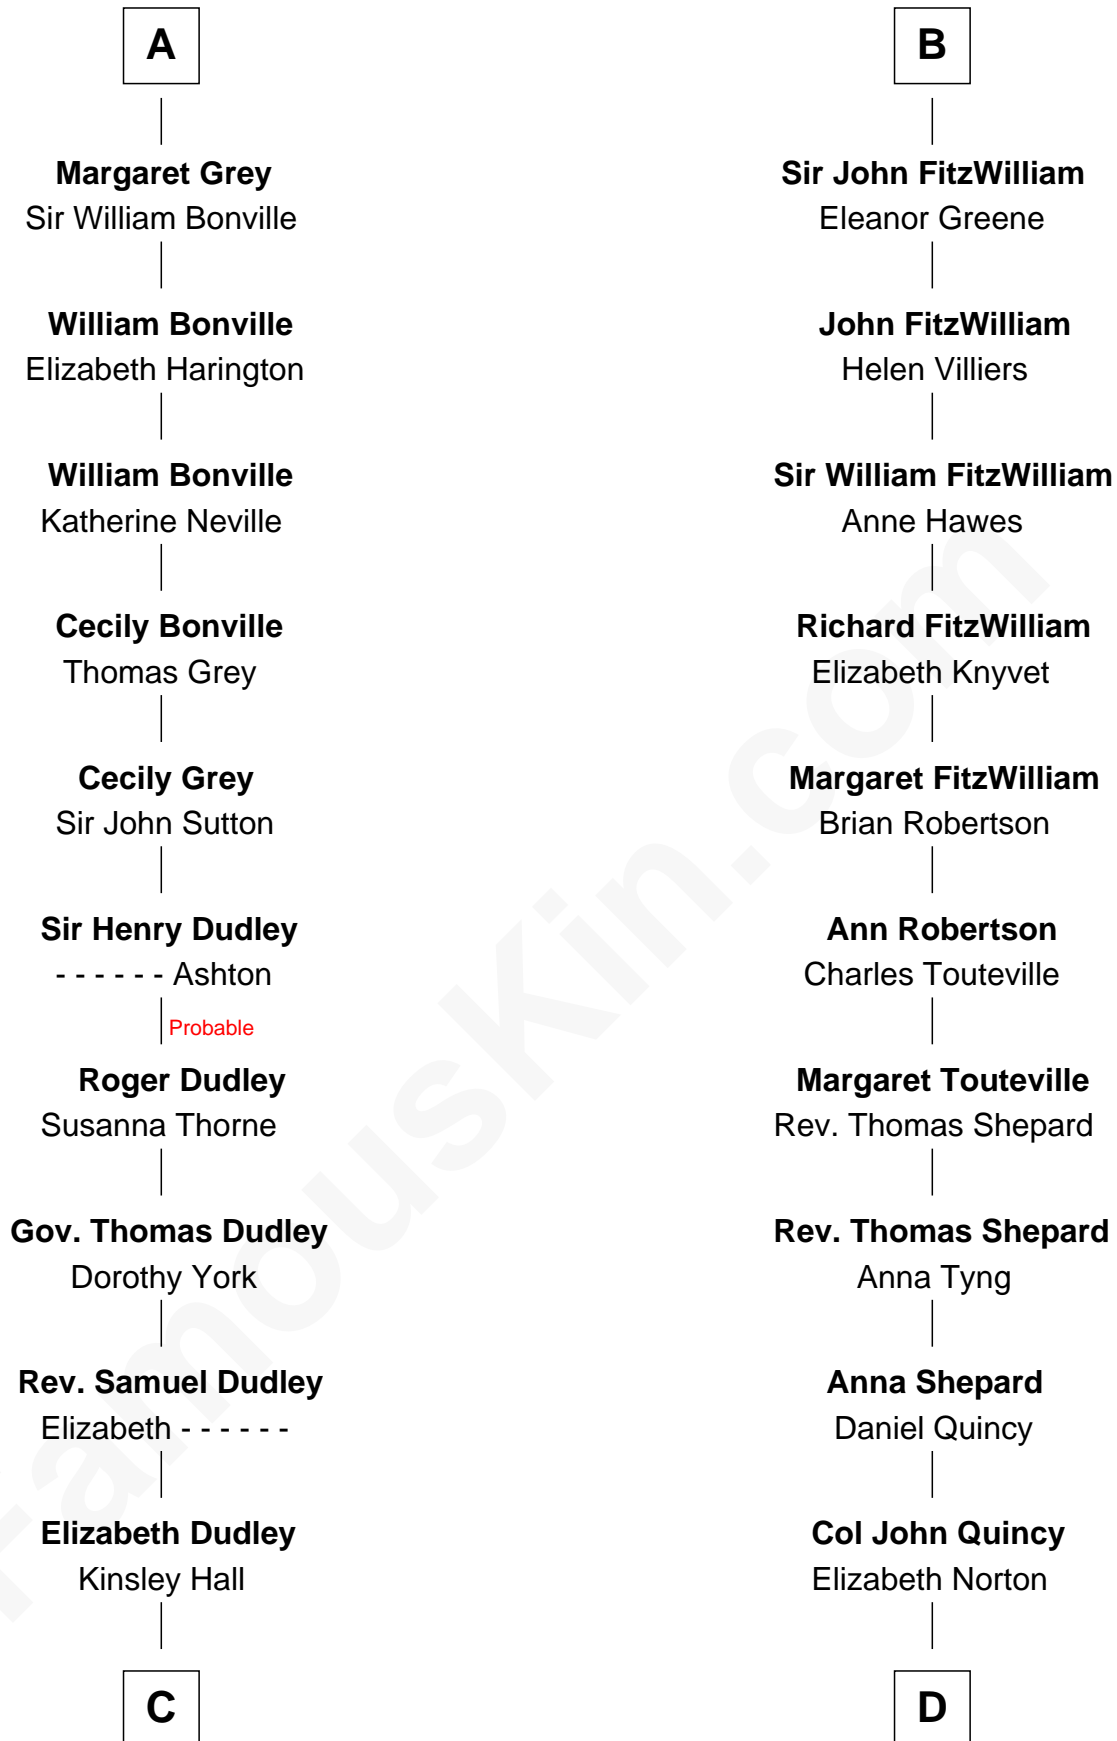 A
Margaret Grey
Sir William Bonville
William Bonville
Elizabeth Harington
William Bonville
Katherine Neville
Cecily Bonville
Thomas Grey
Cecily Grey
Sir John Sutton
Sir Henry Dudley
- - - - - - Ashton
Probable
Roger Dudley
Susanna Thorne
Gov. Thomas Dudley
Dorothy York
Rev. Samuel Dudley
Elizabeth - - - - - -
Elizabeth Dudley
Kinsley Hall
C
B
Sir John FitzWilliam
Eleanor Greene
John FitzWilliam
Helen Villiers
Sir William FitzWilliam
Anne Hawes
Richard FitzWilliam
Elizabeth Knyvet
Margaret FitzWilliam
Brian Robertson
Ann Robertson
Charles Touteville
Margaret Touteville
Rev. Thomas Shepard
Rev. Thomas Shepard
Anna Tyng
Anna Shepard
Daniel Quincy
Col John Quincy
Elizabeth Norton
D
FamousKin.com